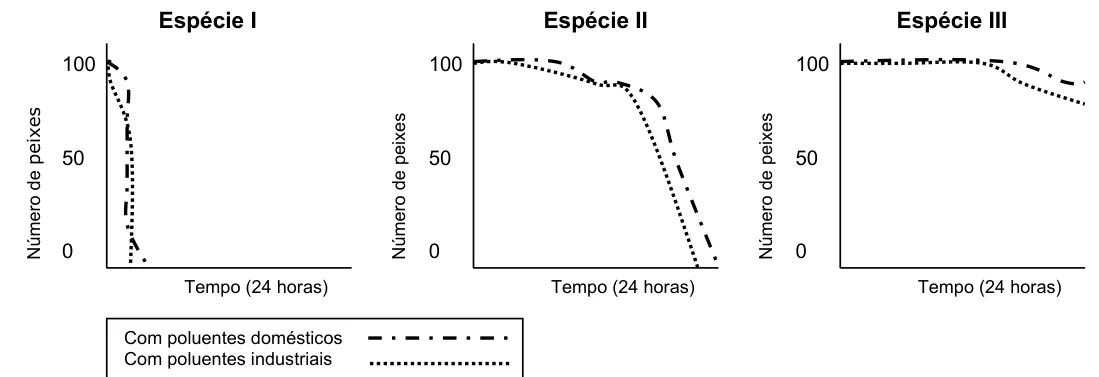 Espécie I
100
50
0
Número de peixes
Tempo (24 horas)
Espécie II
100
50
0
Número de peixes
Tempo (24 horas)
Espécie III
100
50
0
Número de peixes
Tempo (24 horas)
Com poluentes domésticos
Com poluentes industriais